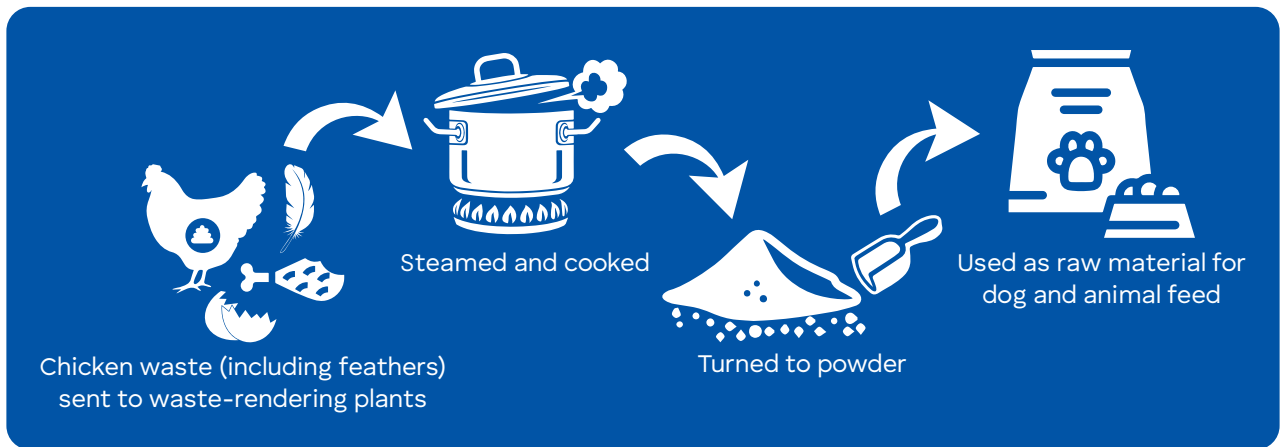 Chicken waste (including feathers)
sent to waste-rendering plants
Steamed and cooked
Turned to powder
Used as raw material for
dog and animal feed